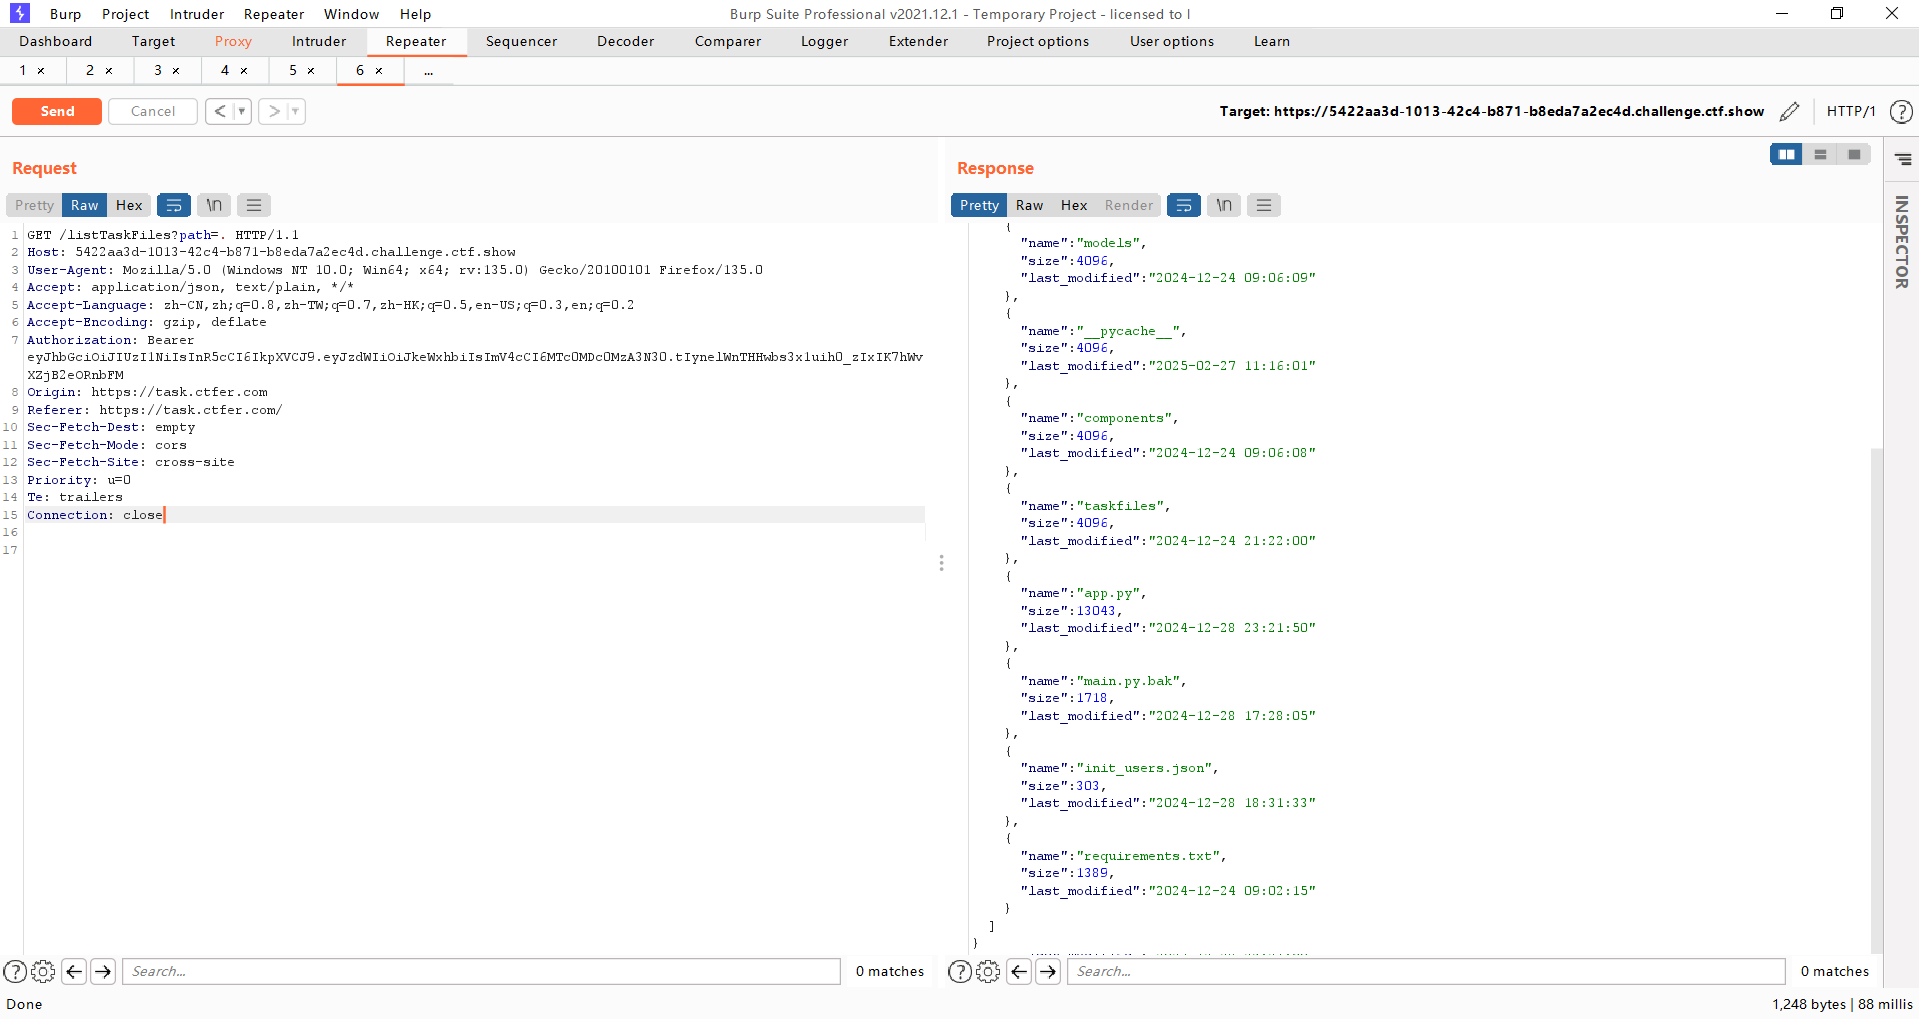 Burp Project Intruder Repeater Window Help Burp Suite Professional v2021.12.1 - Temporary Project - licensed to l
Dashboard Target Proxy Intruder Repeater Sequencer Decoder Comparer Logger Extender Project options User options Learn
1 × 2 × 3 × 4 × 5 × 6 × ...
Send Cancel < > Target: https://5422aa3d-1013-42c4-b871-b8eda7a2ec4d.challenge.ctf.show HTTP/1 ?
Request
Pretty Raw Hex \n
1 GET /listTaskFiles?path=. HTTP/1.1
2 Host: 5422aa3d-1013-42c4-b871-b8eda7a2ec4d.challenge.ctf.show
3 User-Agent: Mozilla/5.0 (Windows NT 10.0; Win64; x64; rv:135.0) Gecko/20100101 Firefox/135.0
4 Accept: application/json, text/plain, */*
5 Accept-Language: zh-CN,zh;q=0.8,zh-TW;q=0.7,zh-HK;q=0.5,en-US;q=0.3,en;q=0.2
6 Accept-Encoding: gzip, deflate
7 Authorization: Bearer
8 Origin: https://task.ctfer.com
9 Referer: https://task.ctfer.com/
10 Sec-Fetch-Dest: empty
11 Sec-Fetch-Mode: cors
12 Sec-Fetch-Site: cross-site
13 Priority: u=0
14 Te: trailers
15 Connection: close
16
17
Search... 0 matches
Response
Pretty Raw Hex Render \n
{
"name":"models",
"size":4096,
"last_modified":"2024-12-24 09:06:09"
},
{
"name":"__pycache__",
"size":4096,
"last_modified":"2025-02-27 11:16:01"
},
{
"name":"components",
"size":4096,
"last_modified":"2024-12-24 09:06:08"
},
{
"name":"taskfiles",
"size":4096,
"last_modified":"2024-12-24 21:22:00"
},
{
"name":"app.py",
"size":13043,
"last_modified":"2024-12-28 23:21:50"
},
{
"name":"main.py.bak",
"size":1718,
"last_modified":"2024-12-28 17:28:05"
},
{
"name":"init_users.json",
"size":303,
"last_modified":"2024-12-28 18:31:33"
},
{
"name":"requirements.txt",
"size":1389,
"last_modified":"2024-12-24 09:02:15"
}
]
}
Search... 0 matches
INSPECTOR
Done 1,248 bytes | 88 millis